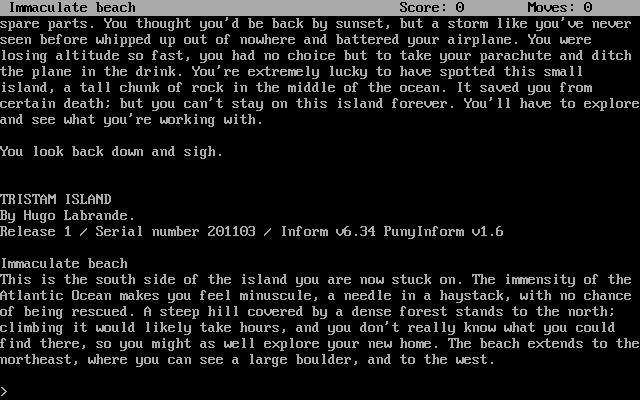 Immaculate beach Score: 0 Moves: 0
spare parts. You thought you'd be back by sunset, but a storm like you've never
seen before whipped up out of nowhere and battered your airplane. You were
losing altitude so fast, you had no choice but to take your parachute and ditch
the plane in the drink. You're extremely lucky to have spotted this small
island, a tall chunk of rock in the middle of the ocean. It saved you from
certain death; but you can't stay on this island forever. You'll have to explore
and see what you're working with.
You look back down and sigh.
TRISTAM ISLAND
By Hugo Labrande.
Release 1 / Serial number 201103 / Inform v6.34 PunyInform v1.6
Immaculate beach
This is the south side of the island you are now stuck on. The immensity of the
Atlantic Ocean makes you feel minuscule, a needle in a haystack, with no chance
of being rescued. A steep hill covered by a dense forest stands to the north;
climbing it would likely take hours, and you don't really know what you could
find there, so you might as well explore your new home. The beach extends to the
northeast, where you can see a large boulder, and to the west.
>